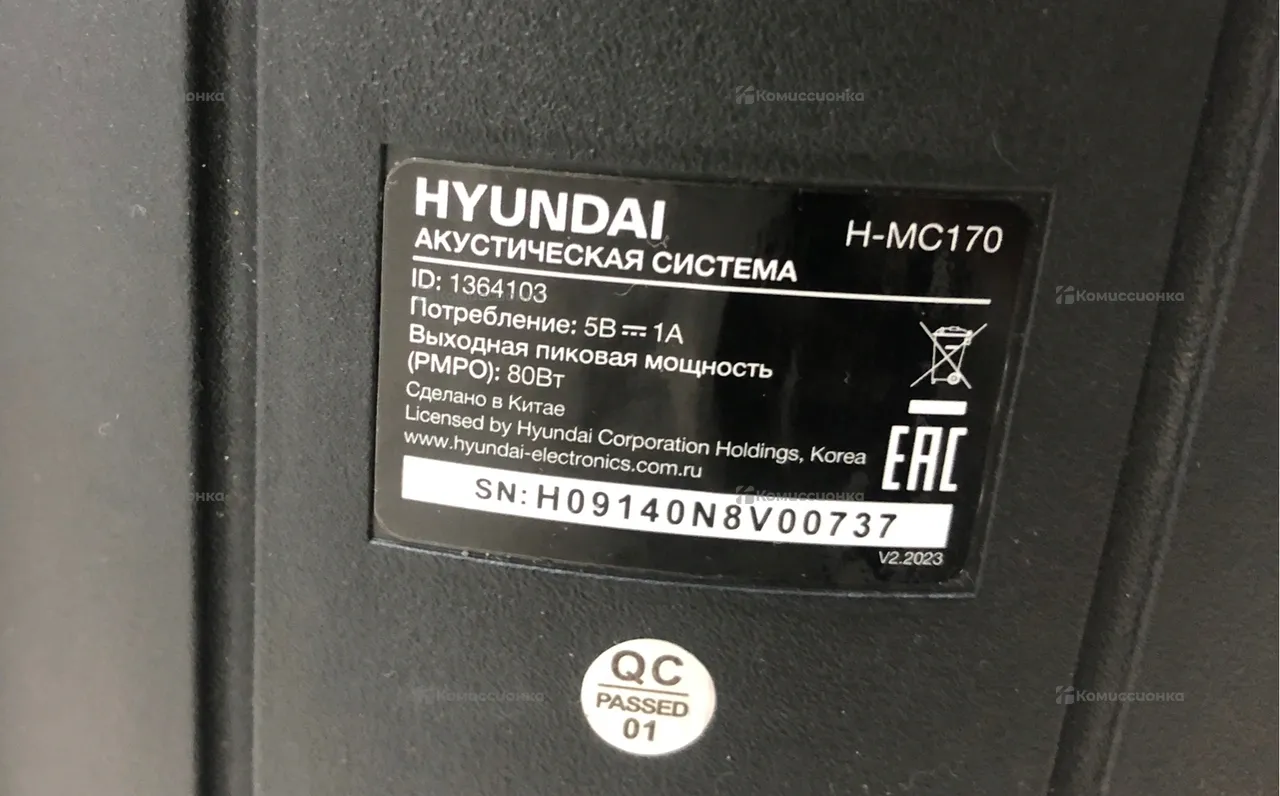 HYUNDAI
H-MC170
АКУСТИЧЕСКАЯ СИСТЕМА
ID: 1364103
Потребление: 5В 1А
Выходная пиковая мощность
(PMPO): 80Вт
Сделано в Китае
Licensed by Hyundai Corporation Holdings, Korea
www.hyundai-electronics.com.ru
EAC
SN: H09140N8V00737
V2.2023
QC
PASSED
01
Комиссионка
Комиссионка
Комиссионка
Комиссионка
Комиссионка
онка
онка